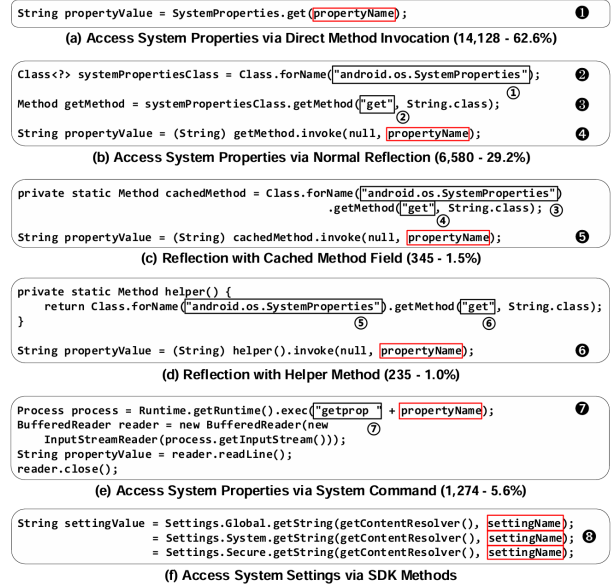 String propertyValue = SystemProperties.get(propertyName); ❶
(a) Access System Properties via Direct Method Invocation (14,128 - 62.6%)
Class<?> systemPropertiesClass = Class.forName("android.os.SystemProperties"); ❷
①
Method getMethod = systemPropertiesClass.getMethod("get", String.class); ❸
②
String propertyValue = (String) getMethod.invoke(null, propertyName); ❹
(b) Access System Properties via Normal Reflection (6,580 - 29.2%)
private static Method cachedMethod = Class.forName("android.os.SystemProperties")
.getMethod("get", String.class); ③
④
String propertyValue = (String) cachedMethod.invoke(null, propertyName); ❺
(c) Reflection with Cached Method Field (345 - 1.5%)
private static Method helper() {
return Class.forName("android.os.SystemProperties").getMethod("get", String.class);
} ⑤ ⑥
String propertyValue = (String) helper().invoke(null, propertyName); ❻
(d) Reflection with Helper Method (235 - 1.0%)
Process process = Runtime.getRuntime().exec("getprop " + propertyName); ❼
BufferedReader reader = new BufferedReader(new ⑦
InputStreamReader(process.getInputStream()));
String propertyValue = reader.readLine();
reader.close();
(e) Access System Properties via System Command (1,274 - 5.6%)
String settingValue = Settings.Global.getString(getContentResolver(), settingName);
= Settings.System.getString(getContentResolver(), settingName); ❽
= Settings.Secure.getString(getContentResolver(), settingName);
(f) Access System Settings via SDK Methods